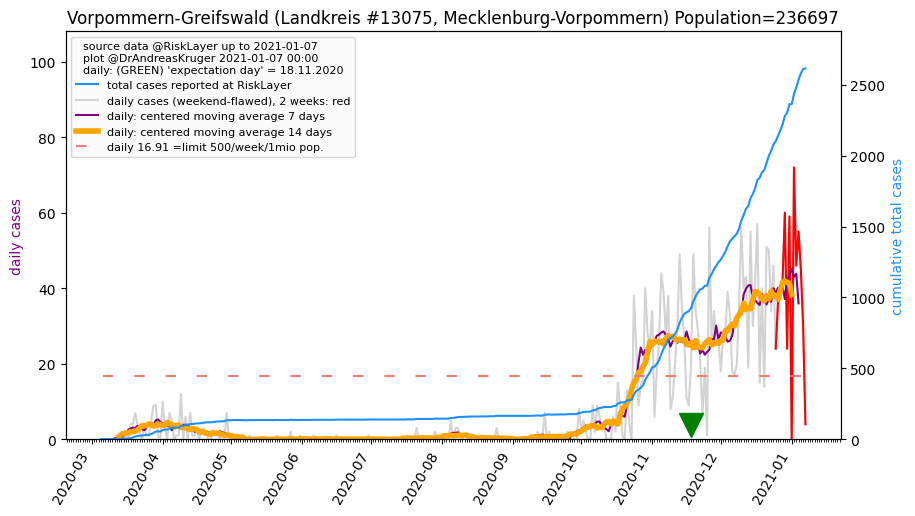 Vorpommern-Greifswald (Landkreis #13075, Mecklenburg-Vorpommern) Population=236697
source data @RiskLayer up to 2021-01-07
plot @DrAndreasKruger 2021-01-07 00:00
daily: (GREEN) 'expectation day' = 18.11.2020
total cases reported at RiskLayer
daily cases (weekend-flawed), 2 weeks: red
daily: centered moving average 7 days
daily: centered moving average 14 days
daily 16.91 =limit 500/week/1mio pop.
daily cases
100
80
60
40
20
0
cumulative total cases
2500
2000
1500
1000
500
0
2020-03
2020-04
2020-05
2020-06
2020-07
2020-08
2020-09
2020-10
2020-11
2020-12
2021-01